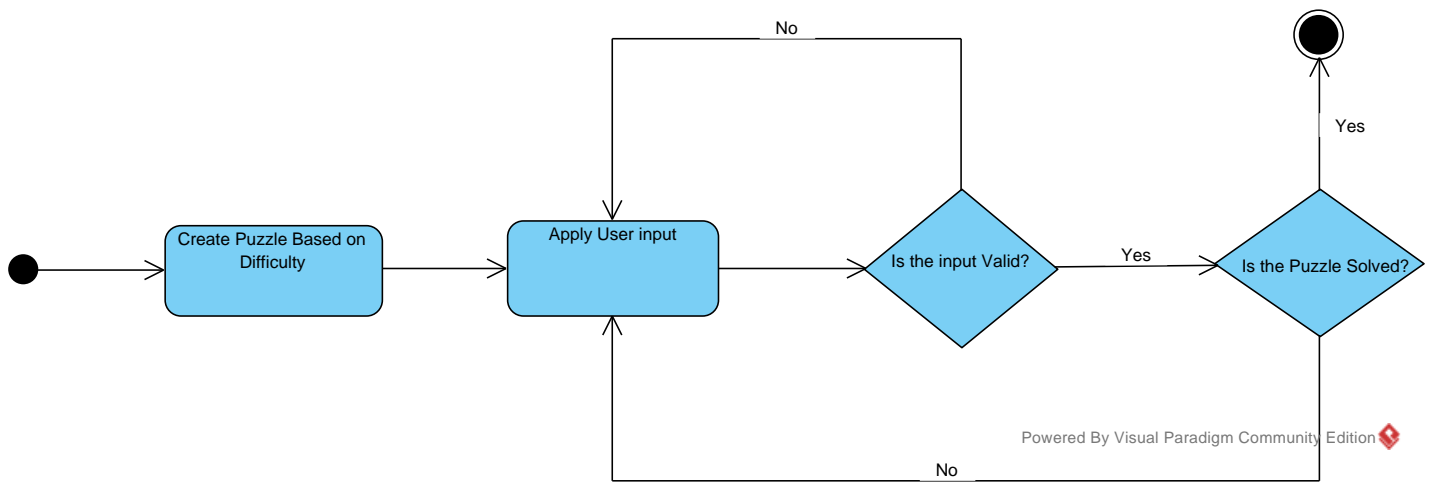 No
Yes
Create Puzzle Based on
Difficulty
Apply User input
Is the input Valid?
Yes
Is the Puzzle Solved?
Powered By Visual Paradigm Community Edition
No